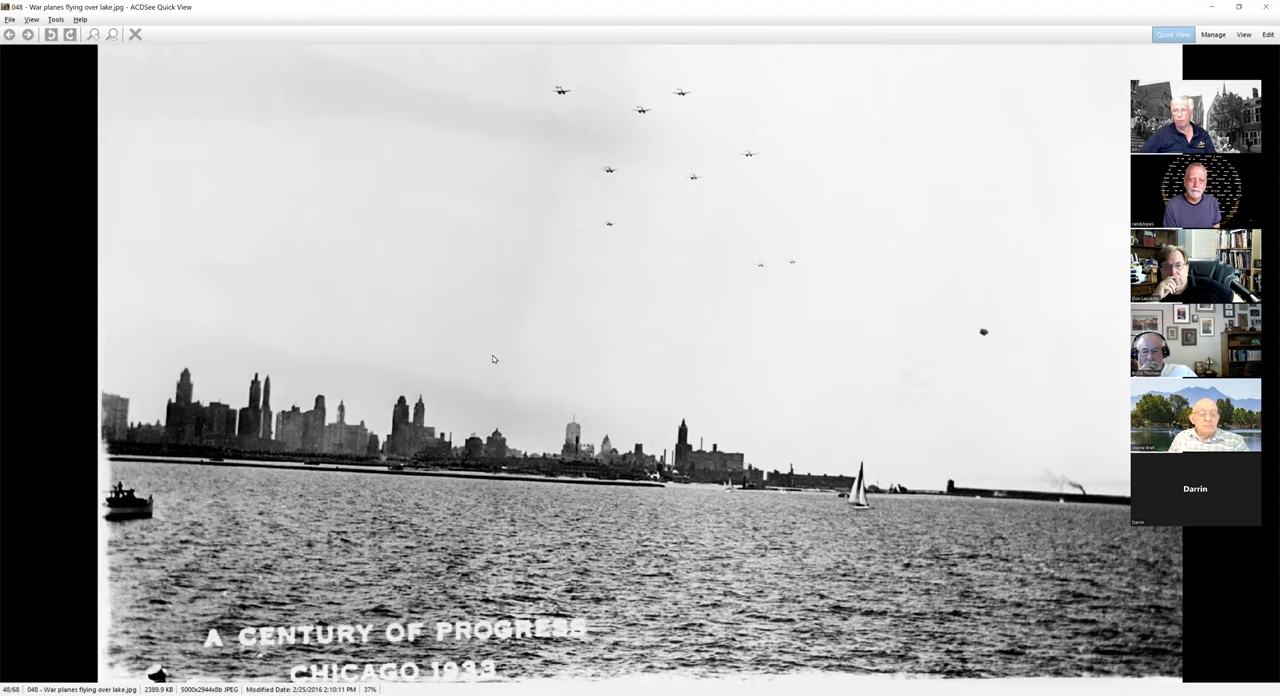 048 - War planes flying over lake.jpg - ACDSee Quick View
File View Tools Help
Quick View Manage View Edit
randylopes
Darrin
Darrin
A CENTURY OF PROGRESS
CHICAGO 1933
48/68 048 - War planes flying over lake.jpg 2389.9 KB 5000x2944x8b JPEG Modified Date: 2/25/2016 2:10:11 PM 37%